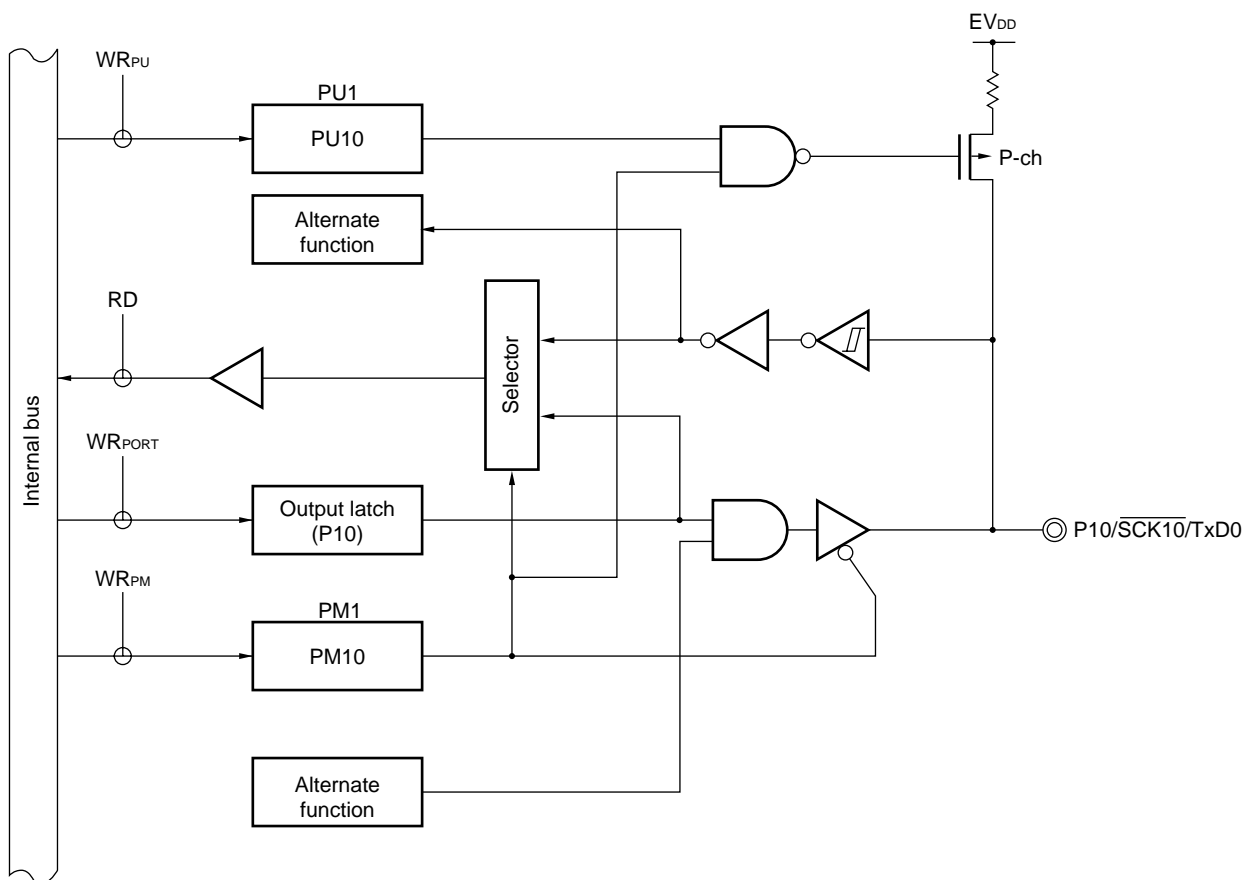 EVDD
WRPU
PU1
PU10
P-ch
Alternate
function
RD
Selector
Internal bus
WRPORT
Output latch
(P10)
P10/SCK10/TxD0
WRPM
PM1
PM10
Alternate
function